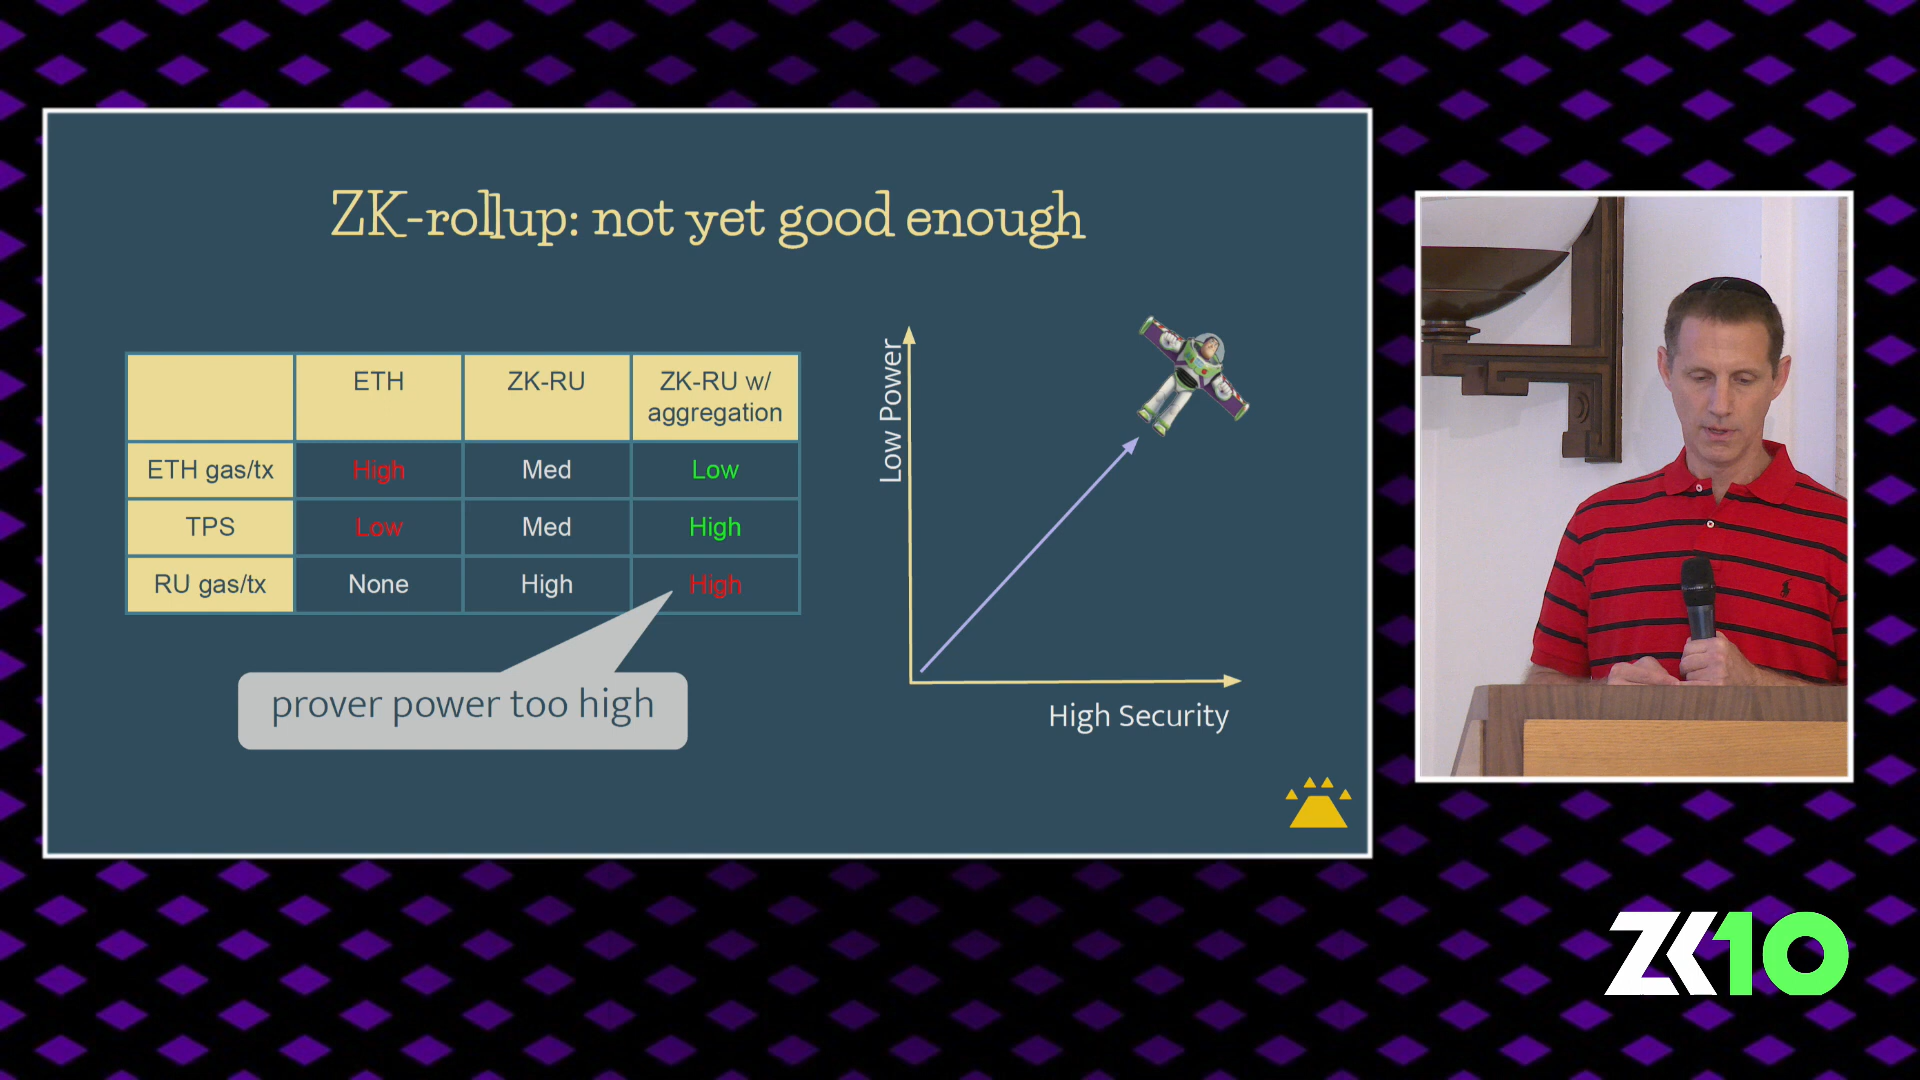 ZK-rollup: not yet good enough
ETH
ZK-RU
ZK-RU w/
aggregation
ETH gas/tx
High
Med
Low
TPS
Low
Med
High
RU gas/tx
None
High
High
prover power too high
Low Power
High Security
ZK10